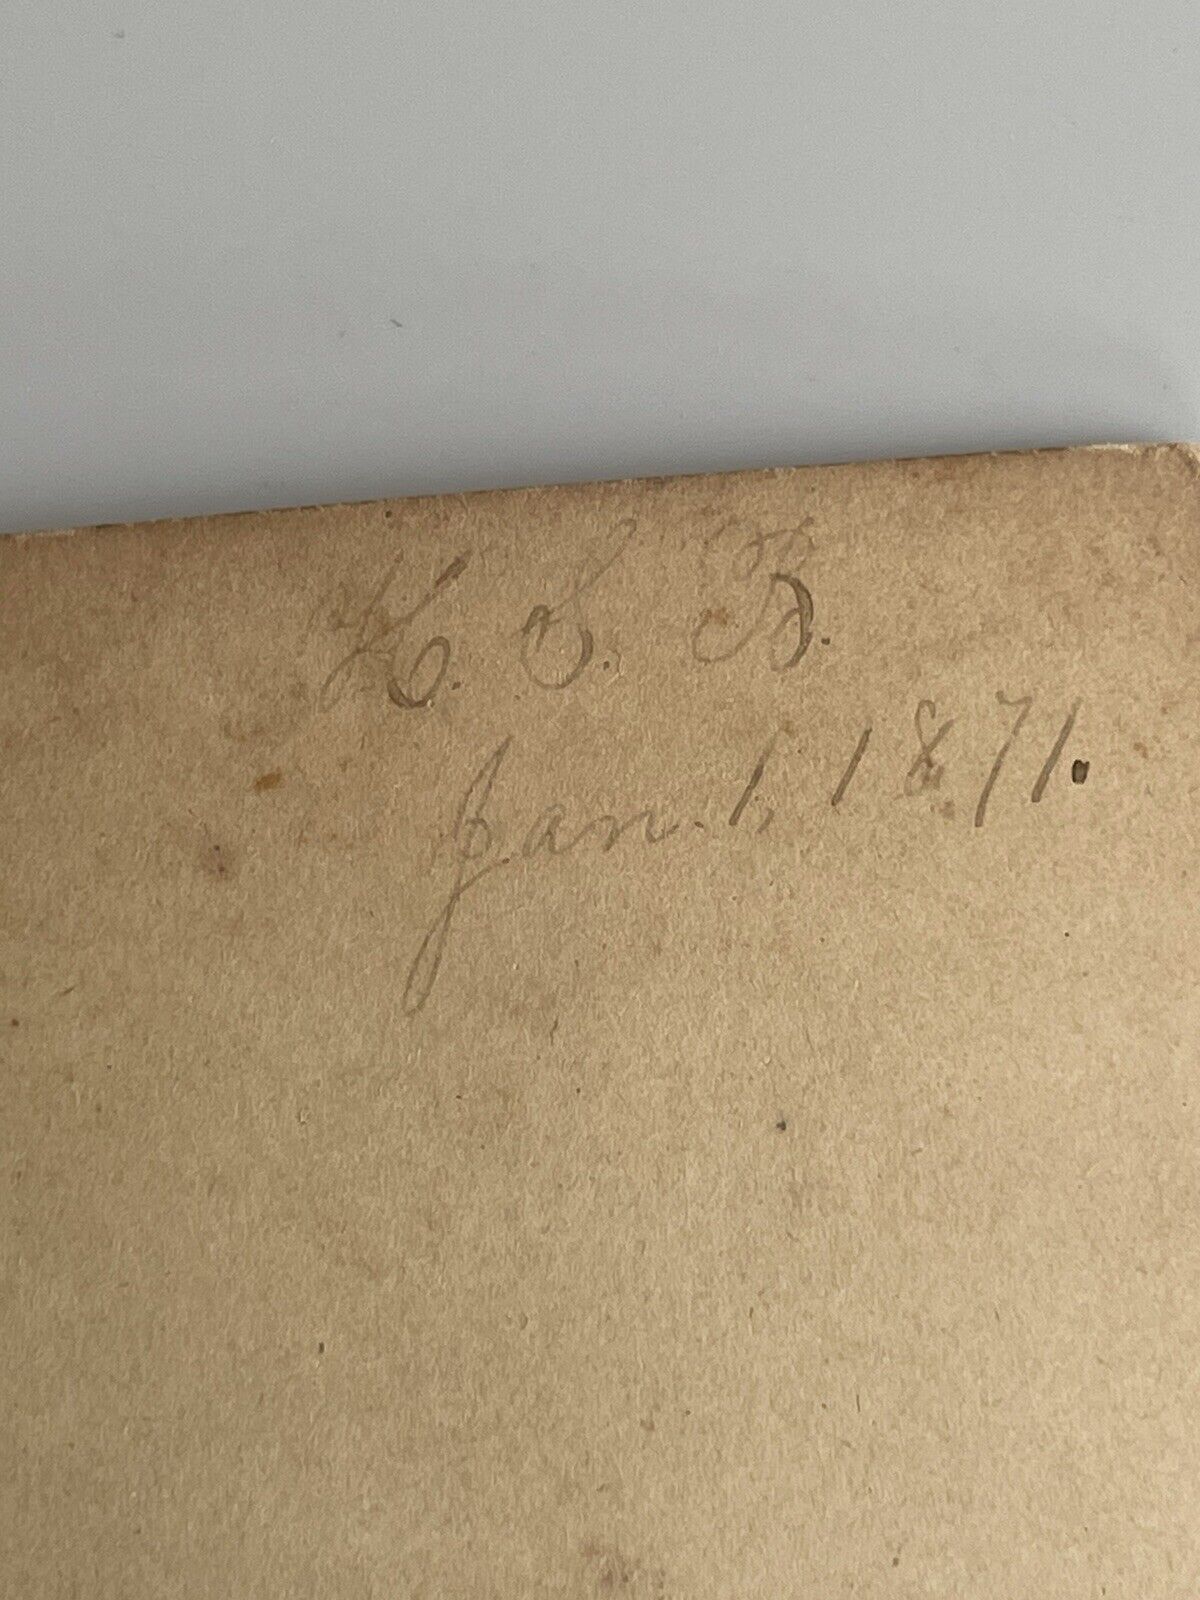 H. S. B.
Jan. 1, 1871.